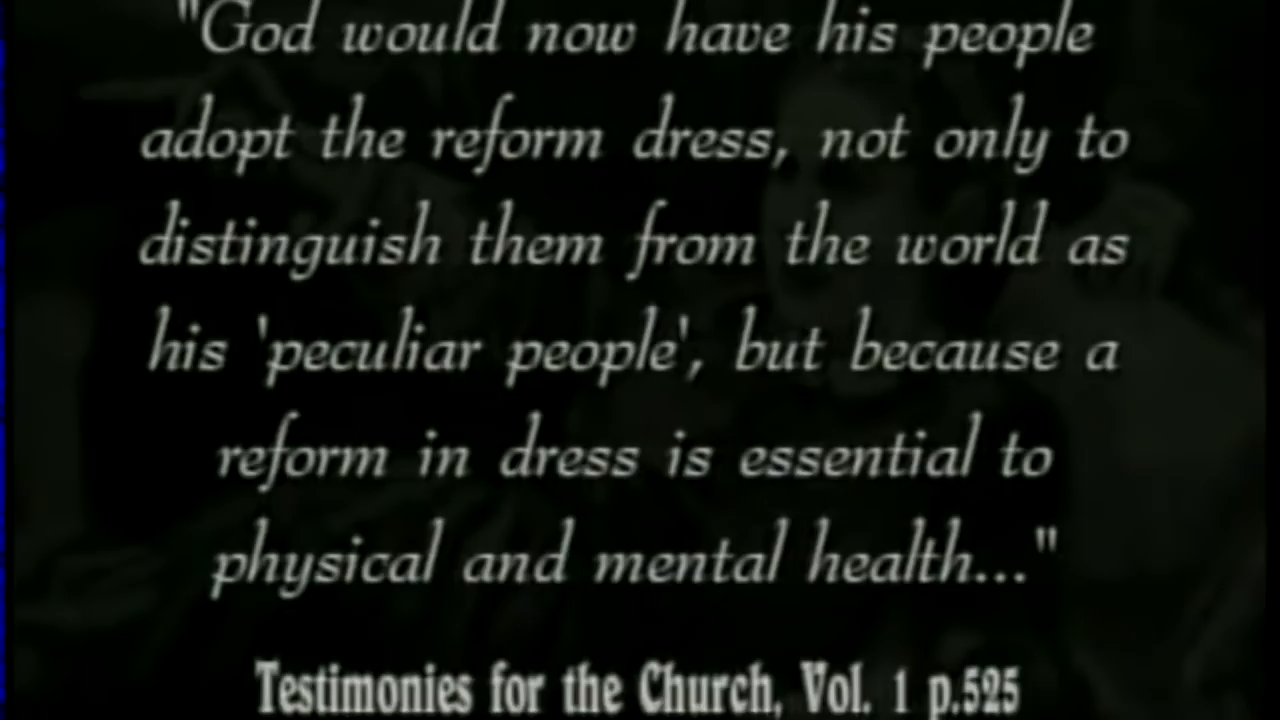 "God would now have his people
adopt the reform dress, not only to
distinguish them from the world as
his 'peculiar people', but because a
reform in dress is essential to
physical and mental health..."
Testimonies for the Church, Vol. 1 p.525